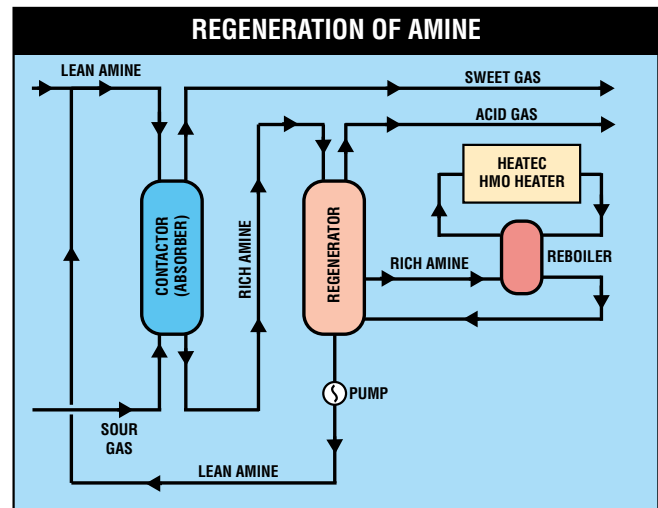 REGENERATION OF AMINE
LEAN AMINE
SWEET GAS
ACID GAS
HEATEC
HMO HEATER
CONTACTOR
(ABSORBER)
RICH AMINE
REGENERATOR
RICH AMINE
REBOILER
PUMP
SOUR
GAS
LEAN AMINE